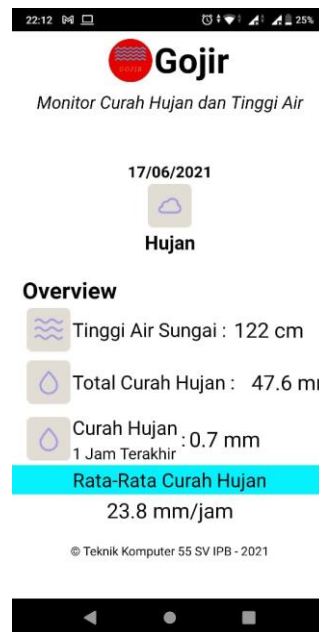 22:12 25%
GOJIR
Gojir
Monitor Curah Hujan dan Tinggi Air
17/06/2021
Hujan
Overview
Tinggi Air Sungai : 122 cm
Total Curah Hujan : 47.6 mm
Curah Hujan : 0.7 mm
1 Jam Terakhir
Rata-Rata Curah Hujan
23.8 mm/jam
© Teknik Komputer 55 SV IPB - 2021